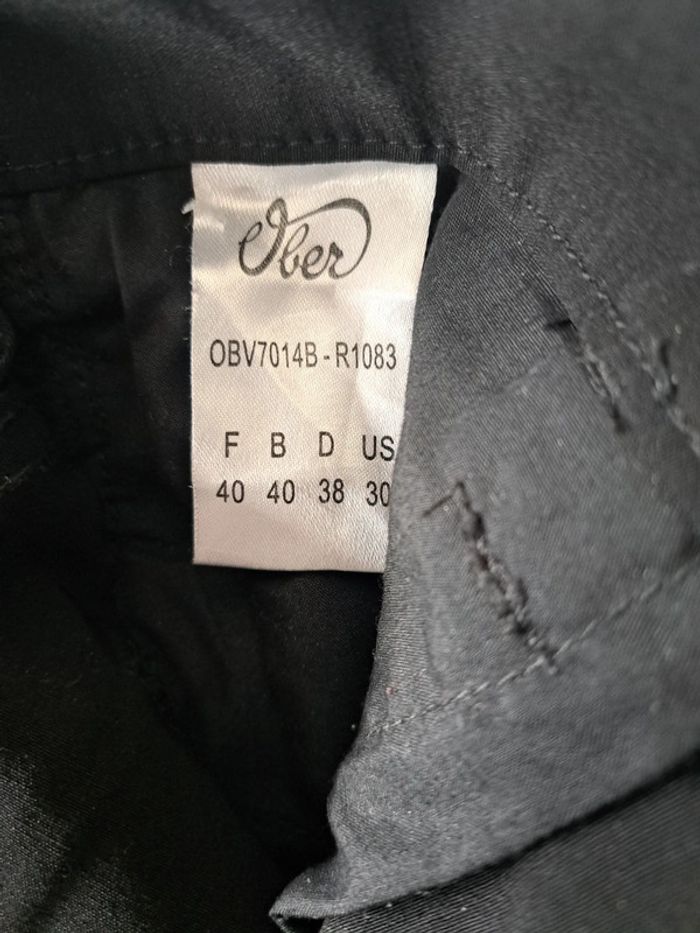 Ober
OBV7014B - R1083
F B D US
40 40 38 30